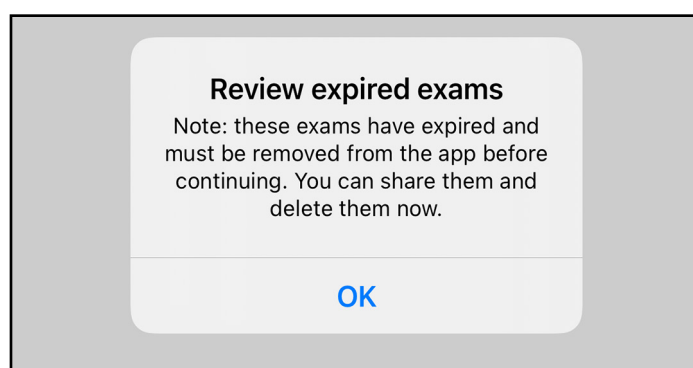 Review expired exams
Note: these exams have expired and
must be removed from the app before
continuing. You can share them and
delete them now.
OK